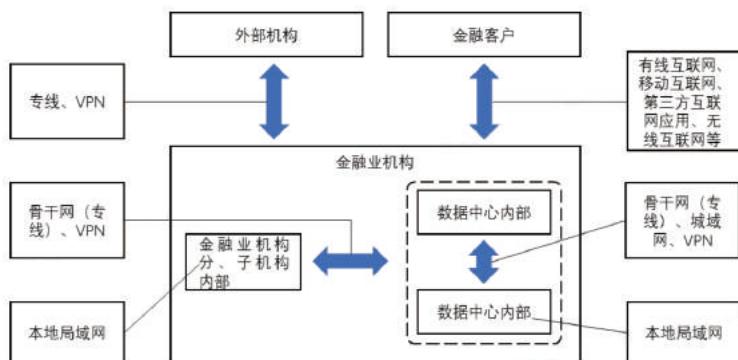 外部机构
金融客户
专线、VPN
有线互联网、
移动互联网、
第三方互联
网应用、无
线互联网等
金融业机构
骨干网（专
线）、VPN
数据中心内部
骨干网（专
线）、城域
网、VPN
金融业机构
分、子机构
内部
本地局域网
数据中心内部
本地局域网